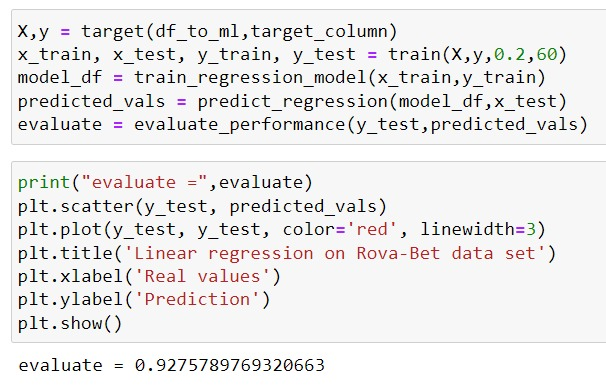 X,y = target(df_to_ml,target_column)
x_train, x_test, y_train, y_test = train(X,y,0.2,60)
model_df = train_regression_model(x_train,y_train)
predicted_vals = predict_regression(model_df,x_test)
evaluate = evaluate_performance(y_test,predicted_vals)
print("evaluate =",evaluate)
plt.scatter(y_test, predicted_vals)
plt.plot(y_test, y_test, color='red', linewidth=3)
plt.title('Linear regression on Rova-Bet data set')
plt.xlabel('Real values')
plt.ylabel('Prediction')
plt.show()
evaluate = 0.9275789769320663